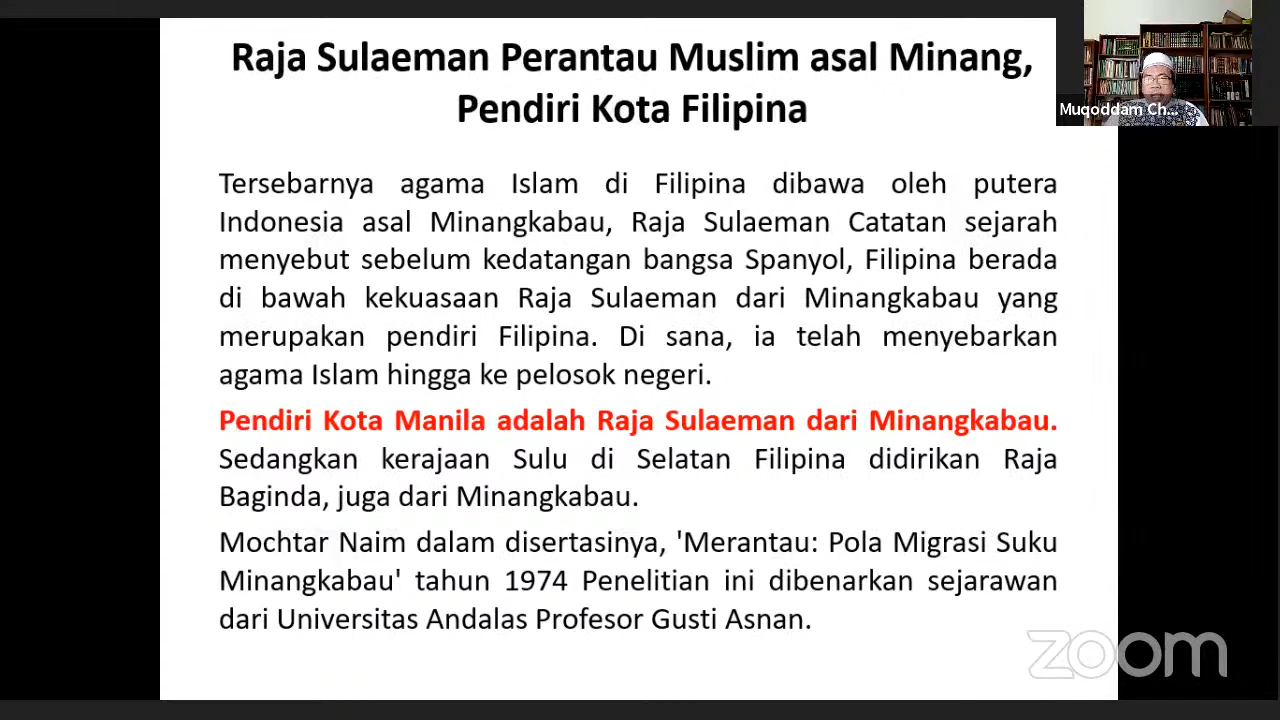 Raja Sulaeman Perantau Muslim asal Minang,
Pendiri Kota Filipina
Muqoddam Ch...
Tersebarnya agama Islam di Filipina dibawa oleh putera
Indonesia asal Minangkabau, Raja Sulaeman Catatan sejarah
menyebut sebelum kedatangan bangsa Spanyol, Filipina berada
di bawah kekuasaan Raja Sulaeman dari Minangkabau yang
merupakan pendiri Filipina. Di sana, ia telah menyebarkan
agama Islam hingga ke pelosok negeri.
Pendiri Kota Manila adalah Raja Sulaeman dari Minangkabau.
Sedangkan kerajaan Sulu di Selatan Filipina didirikan Raja
Baginda, juga dari Minangkabau.
Mochtar Naim dalam disertasinya, 'Merantau: Pola Migrasi Suku
Minangkabau' tahun 1974 Penelitian ini dibenarkan sejarawan
dari Universitas Andalas Profesor Gusti Asnan.
zoom